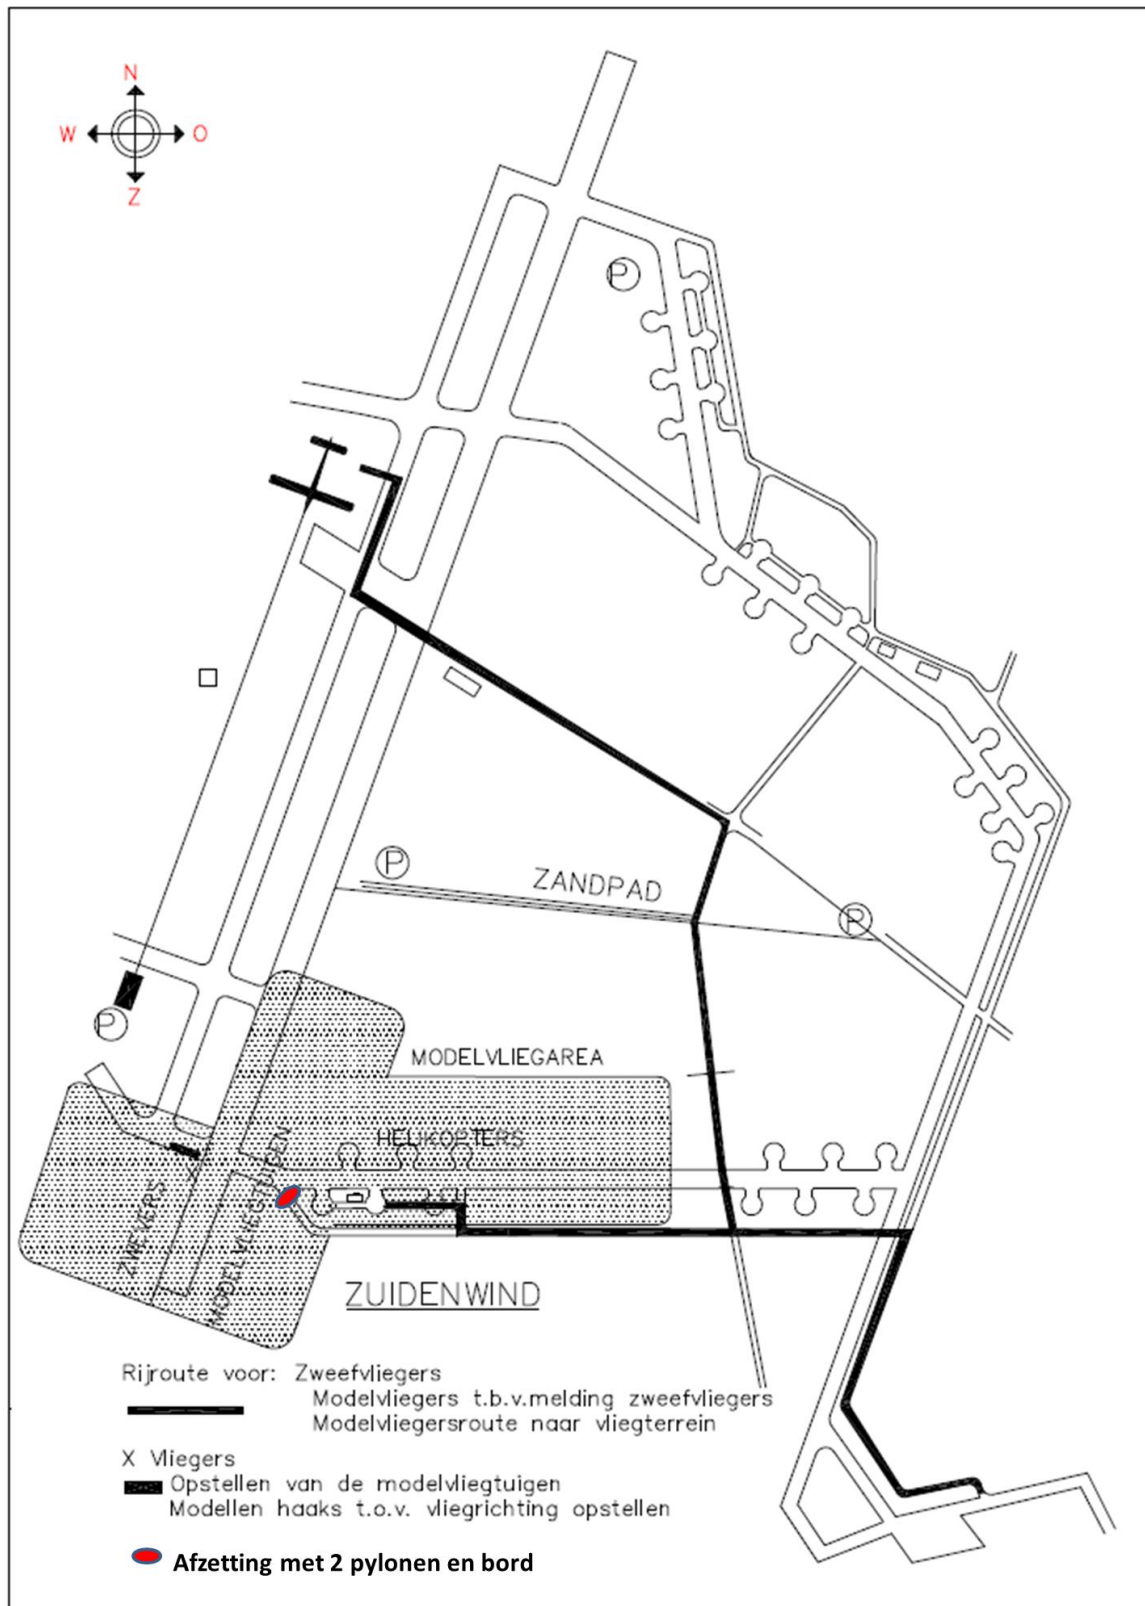 N
W
O
Z
P
P
ZANDPAD
P
P
MODELVLIEGAREA
HELIKOPTERS
ZWEVERS
X
MODELVLIEGTUIGEN
ZUIDENWIND
Rijroute voor: Zweefvliegers
Modelvliegers t.b.v.melding zweefvliegers
Modelvliegersroute naar vliegterrein
X Vliegers
Opstellen van de modelvliegtuigen
Modellen haaks t.o.v. vliegrichting opstellen
Afzetting met 2 pylonen en bord